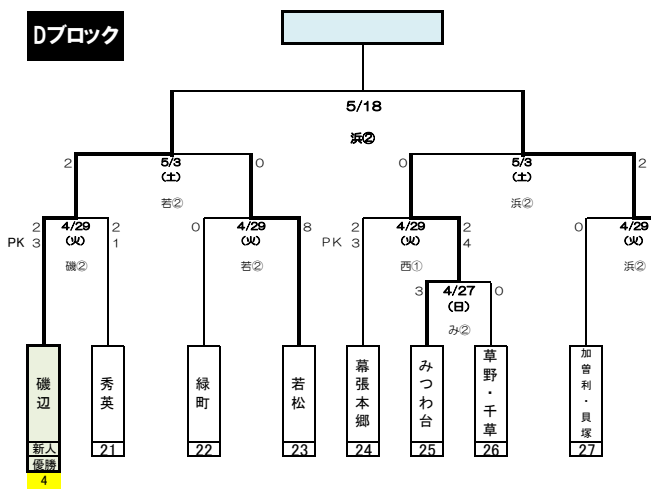 Dブロック
5/18
浜②
2 5/3 0
(土)
若②
0 5/3 2
(土)
浜②
2 4/29 2
PK 3 (火) 1
磯②
0 4/29 8
(火)
若②
2 4/29 2
PK 3 (火) 4
西①
0 4/29
(火)
浜②
3 4/27 0
(日)
み②
磯辺
新人
優勝
4
秀英
21
緑町
22
若松
23
幕張本郷
24
みつわ台
25
草野・千草
26
加曽利・貝塚
27